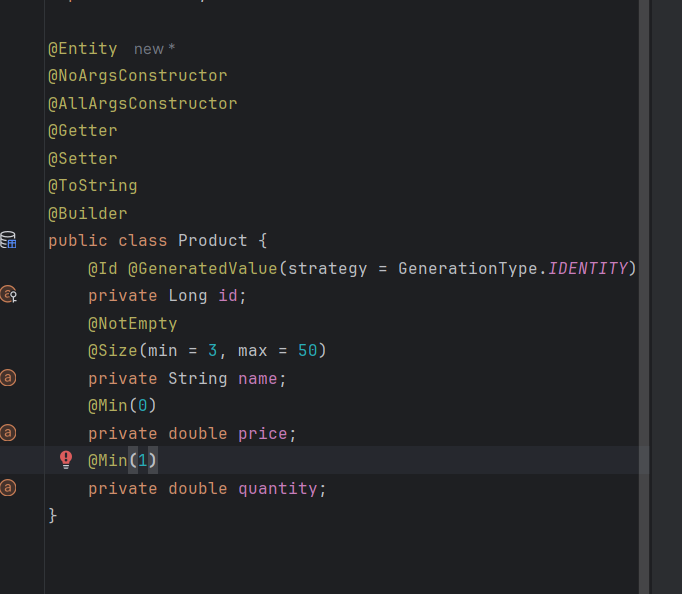 @Entity new *
@NoArgsConstructor
@AllArgsConstructor
@Getter
@Setter
@ToString
@Builder
public class Product {
@Id @GeneratedValue(strategy = GenerationType.IDENTITY)
private Long id;
@NotEmpty
@Size(min = 3, max = 50)
private String name;
@Min(0)
private double price;
@Min(1)
private double quantity;
}